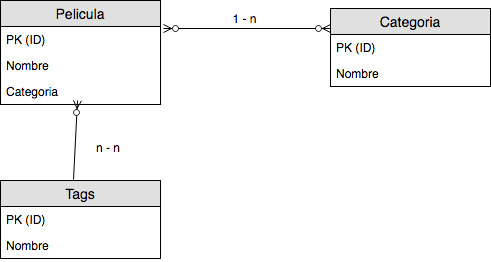 Pelicula
PK (ID)
Nombre
Categoria
1 - n
Categoria
PK (ID)
Nombre
n - n
Tags
PK (ID)
Nombre